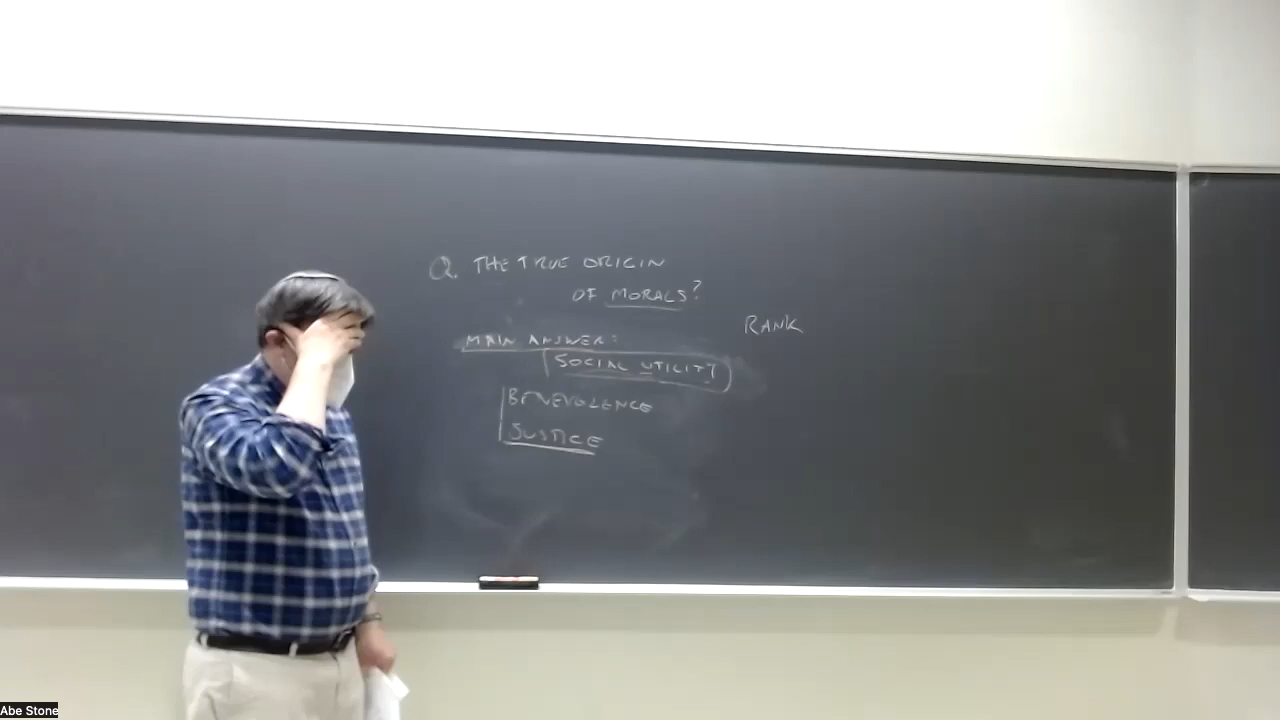 Q. THE TRUE ORIGIN
OF MORALS?
RANK
MAIN ANSWER:
SOCIAL UTILITY
BENEVOLENCE
JUSTICE
Abe Stone